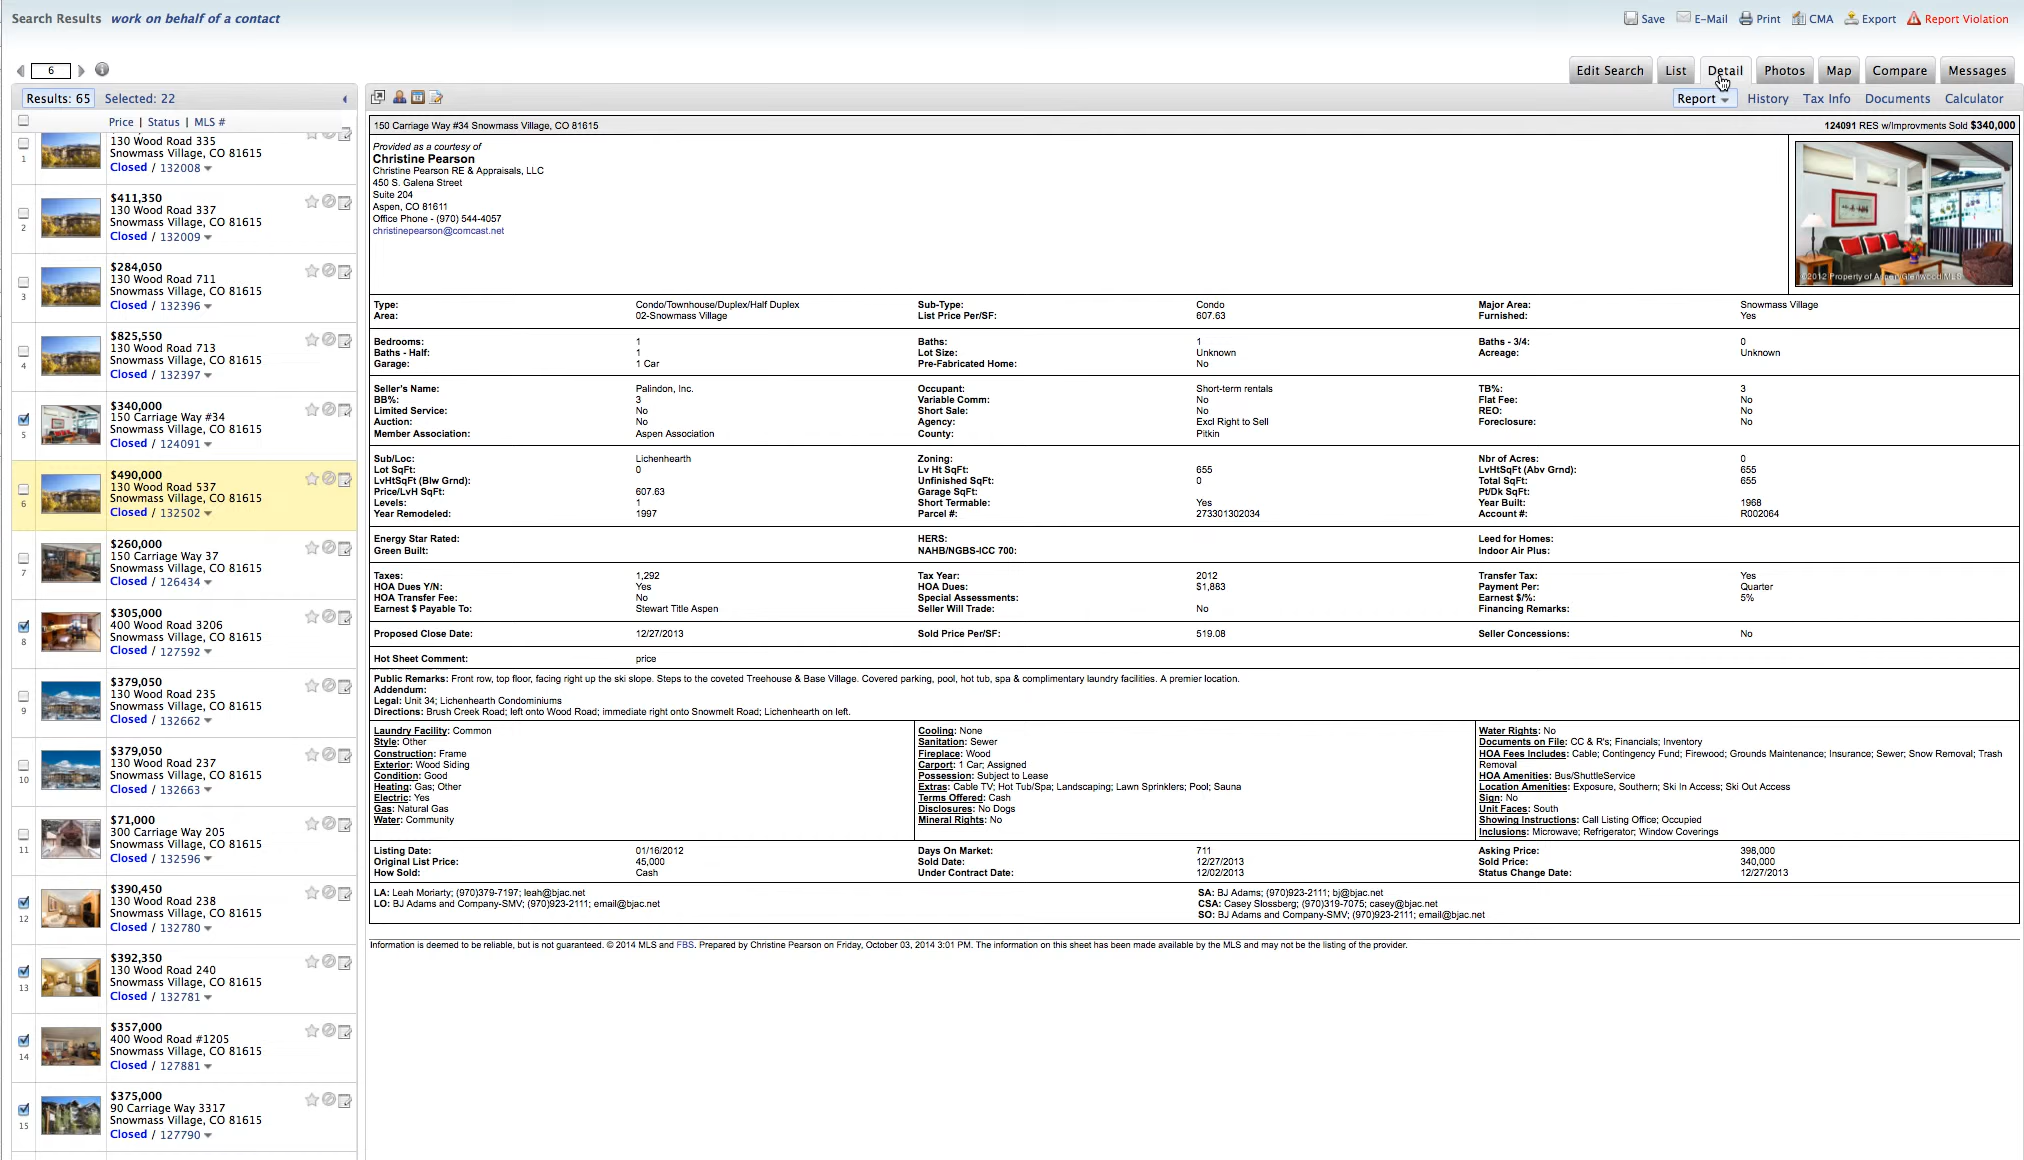 Search Results work on behalf of a contact
Save E-Mail Print CMA Export Report Violation
6
Edit Search List Detail Photos Map Compare Messages
Results: 65 Selected: 22
Report History Tax Info Documents Calculator
Price | Status | MLS #
1
130 Wood Road 335
Snowmass Village, CO 81615
Closed / 132008
2
$411,350
130 Wood Road 337
Snowmass Village, CO 81615
Closed / 132009
3
$284,050
130 Wood Road 711
Snowmass Village, CO 81615
Closed / 132396
4
$825,550
130 Wood Road 713
Snowmass Village, CO 81615
Closed / 132397
5
$340,000
150 Carriage Way #34
Snowmass Village, CO 81615
Closed / 124091
6
$490,000
130 Wood Road 537
Snowmass Village, CO 81615
Closed / 132502
7
$260,000
150 Carriage Way 37
Snowmass Village, CO 81615
Closed / 126434
8
$305,000
400 Wood Road 3206
Snowmass Village, CO 81615
Closed / 127592
9
$379,050
130 Wood Road 235
Snowmass Village, CO 81615
Closed / 132662
10
$379,050
130 Wood Road 237
Snowmass Village, CO 81615
Closed / 132663
11
$71,000
300 Carriage Way 205
Snowmass Village, CO 81615
Closed / 132596
12
$390,450
130 Wood Road 238
Snowmass Village, CO 81615
Closed / 132780
13
$392,350
130 Wood Road 240
Snowmass Village, CO 81615
Closed / 132781
14
$357,000
400 Wood Road #1205
Snowmass Village, CO 81615
Closed / 127881
15
$375,000
90 Carriage Way 3317
Snowmass Village, CO 81615
Closed / 127790
150 Carriage Way #34 Snowmass Village, CO 81615 124091 RES w/Improvments Sold $340,000
Provided as a courtesy of
Christine Pearson
Christine Pearson RE & Appraisals, LLC
450 S. Galena Street
Suite 204
Aspen, CO 81611
Office Phone - (970) 544-4057
christinepearson@comcast.net
©2012 Property of AspenGlenwoodMLS
Type: Condo/Townhouse/Duplex/Half Duplex Sub-Type: Condo Major Area: Snowmass Village
Area: 02-Snowmass Village List Price Per/SF: 607.63 Furnished: Yes
Bedrooms: 1 Baths: 1 Baths - 3/4: 0
Baths - Half: 1 Lot Size: Unknown Acreage: Unknown
Garage: 1 Car Pre-Fabricated Home: No
Seller's Name: Palindon, Inc. Occupant: Short-term rentals TB%: 3
BB%: 3 Variable Comm: No Flat Fee: No
Limited Service: No Short Sale: No REO: No
Auction: No Agency: Excl Right to Sell Foreclosure: No
Member Association: Aspen Association County: Pitkin
Sub/Loc: Lichenhearth Zoning: Nbr of Acres: 0
Lot SqFt: 0 Lv Ht SqFt: 655 LvHtSqFt (Abv Grnd): 655
LvHtSqFt (Blw Grnd): Unfinished SqFt: 0 Total SqFt: 655
Price/LvH SqFt: 607.63 Garage SqFt: Pt/Dk SqFt:
Levels: 1 Short Termable: Yes Year Built: 1968
Year Remodeled: 1997 Parcel #: 273301302034 Account #: R002064
Energy Star Rated: HERS: Leed for Homes:
Green Built: NAHB/NGBS-ICC 700: Indoor Air Plus:
Taxes: 1,292 Tax Year: 2012 Transfer Tax: Yes
HOA Dues Y/N: Yes HOA Dues: $1,883 Payment Per: Quarter
HOA Transfer Fee: No Special Assessments: Earnest $/%: 5%
Earnest $ Payable To: Stewart Title Aspen Seller Will Trade: No Financing Remarks:
Proposed Close Date: 12/27/2013 Sold Price Per/SF: 519.08 Seller Concessions: No
Hot Sheet Comment: price
Public Remarks: Front row, top floor, facing right up the ski slope. Steps to the coveted Treehouse & Base Village. Covered parking, pool, hot tub, spa & complimentary laundry facilities. A premier location.
Addendum:
Legal: Unit 34; Lichenhearth Condominiums
Directions: Brush Creek Road; left onto Wood Road; immediate right onto Snowmelt Road; Lichenhearth on left.
Laundry Facility: Common
Style: Other
Construction: Frame
Exterior: Wood Siding
Condition: Good
Heating: Gas; Other
Electric: Yes
Gas: Natural Gas
Water: Community
Cooling: None
Sanitation: Sewer
Fireplace: Wood
Carport: 1 Car; Assigned
Possession: Subject to Lease
Extras: Cable TV; Hot Tub/Spa; Landscaping; Lawn Sprinklers; Pool; Sauna
Terms Offered: Cash
Disclosures: No Dogs
Mineral Rights: No
Water Rights: No
Documents on File: CC & R's; Financials; Inventory
HOA Fees Includes: Cable; Contingency Fund; Firewood; Grounds Maintenance; Insurance; Sewer; Snow Removal; Trash
Removal
HOA Amenities: Bus/ShuttleService
Location Amenities: Exposure, Southern; Ski In Access; Ski Out Access
Sign: No
Unit Faces: South
Showing Instructions: Call Listing Office; Occupied
Inclusions: Microwave; Refrigerator; Window Coverings
Listing Date: 01/16/2012 Days On Market: 711 Asking Price: 398,000
Original List Price: 45,000 Sold Date: 12/27/2013 Sold Price: 340,000
How Sold: Cash Under Contract Date: 12/02/2013 Status Change Date: 12/27/2013
LA: Leah Moriarty; (970)379-7197; leah@bjac.net SA: BJ Adams; (970)923-2111; bj@bjac.net
LO: BJ Adams and Company-SMV; (970)923-2111; email@bjac.net CSA: Casey Slossberg; (970)319-7075; casey@bjac.net
SO: BJ Adams and Company-SMV; (970)923-2111; email@bjac.net
Information is deemed to be reliable, but is not guaranteed. © 2014 MLS and FBS. Prepared by Christine Pearson on Friday, October 03, 2014 3:01 PM. The information on this sheet has been made available by the MLS and may not be the listing of the provider.